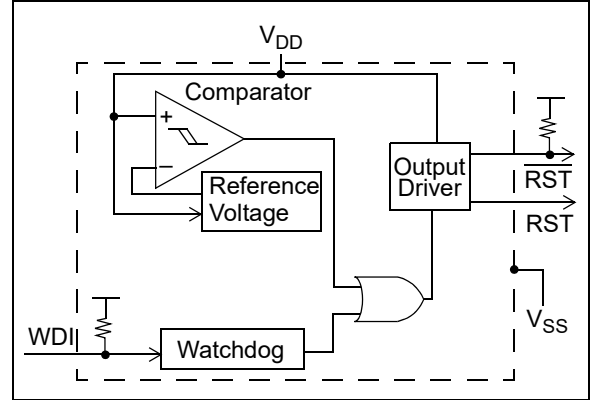 VDD
Comparator
+
−
Reference
Voltage
Output
Driver
RST
RST
VSS
WDI
Watchdog